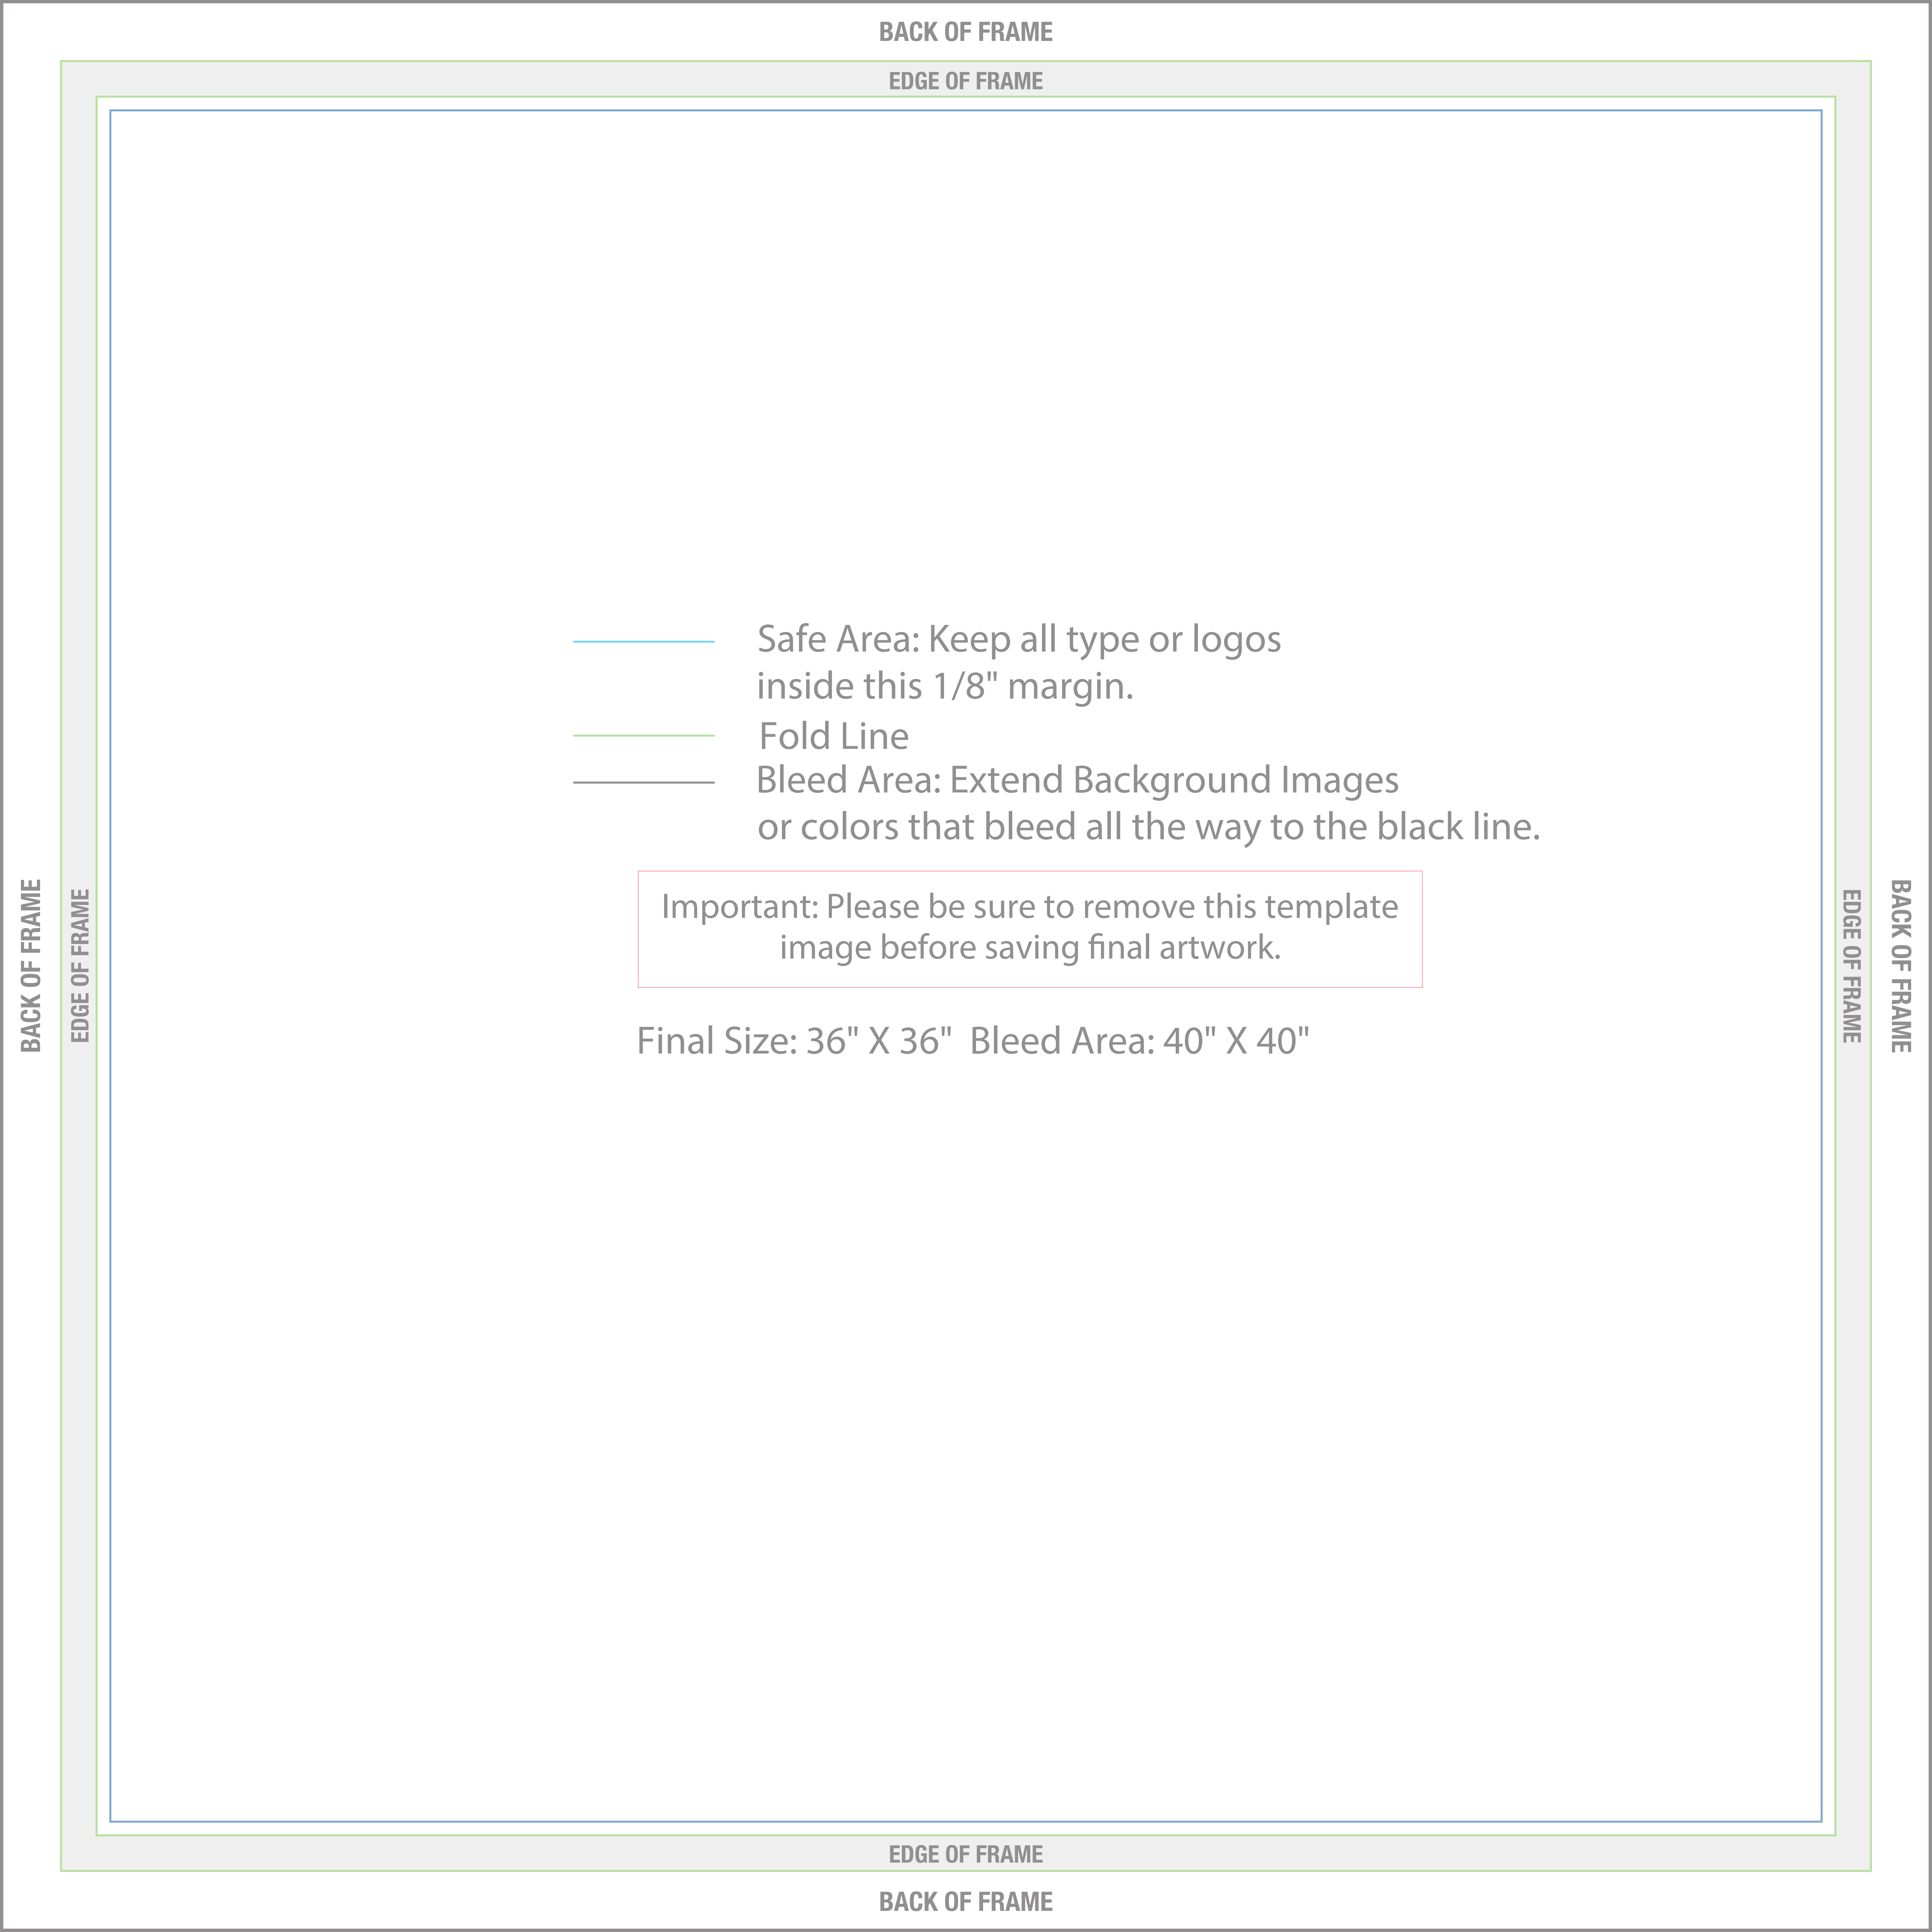 BACK OF FRAME
EDGE OF FRAME
Safe Area: Keep all type or logos
inside this 1/8" margin.
Fold Line
Bleed Area: Extend Background Images
or colors that bleed all the way to the black line.
BACK OF FRAME
EDGE OF FRAME
Important: Please be sure to remove this template
image before saving final artwork.
EDGE OF FRAME
BACK OF FRAME
Final Size: 36" X 36" Bleed Area: 40" X 40"
EDGE OF FRAME
BACK OF FRAME